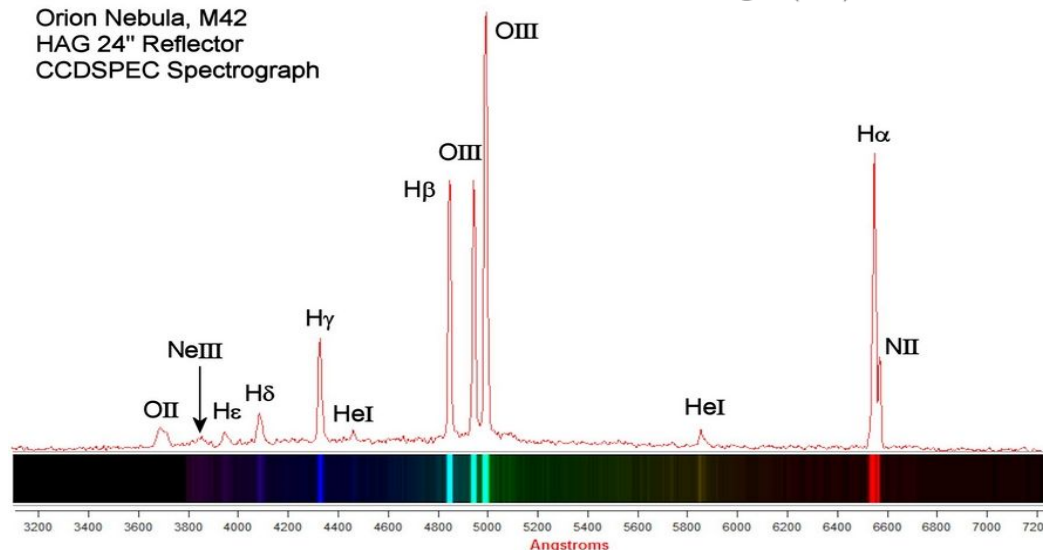 Orion Nebula, M42
HAG 24" Reflector
CCDSPEC Spectrograph
OIII
Hα
OIII
Hβ
NII
Hγ
NeIII
Hδ
OII
Hε
HeI
HeI
3200 3400 3600 3800 4000 4200 4400 4600 4800 5000 5200 5400 5600 5800 6000 6200 6400 6600 6800 7000
Angstroms